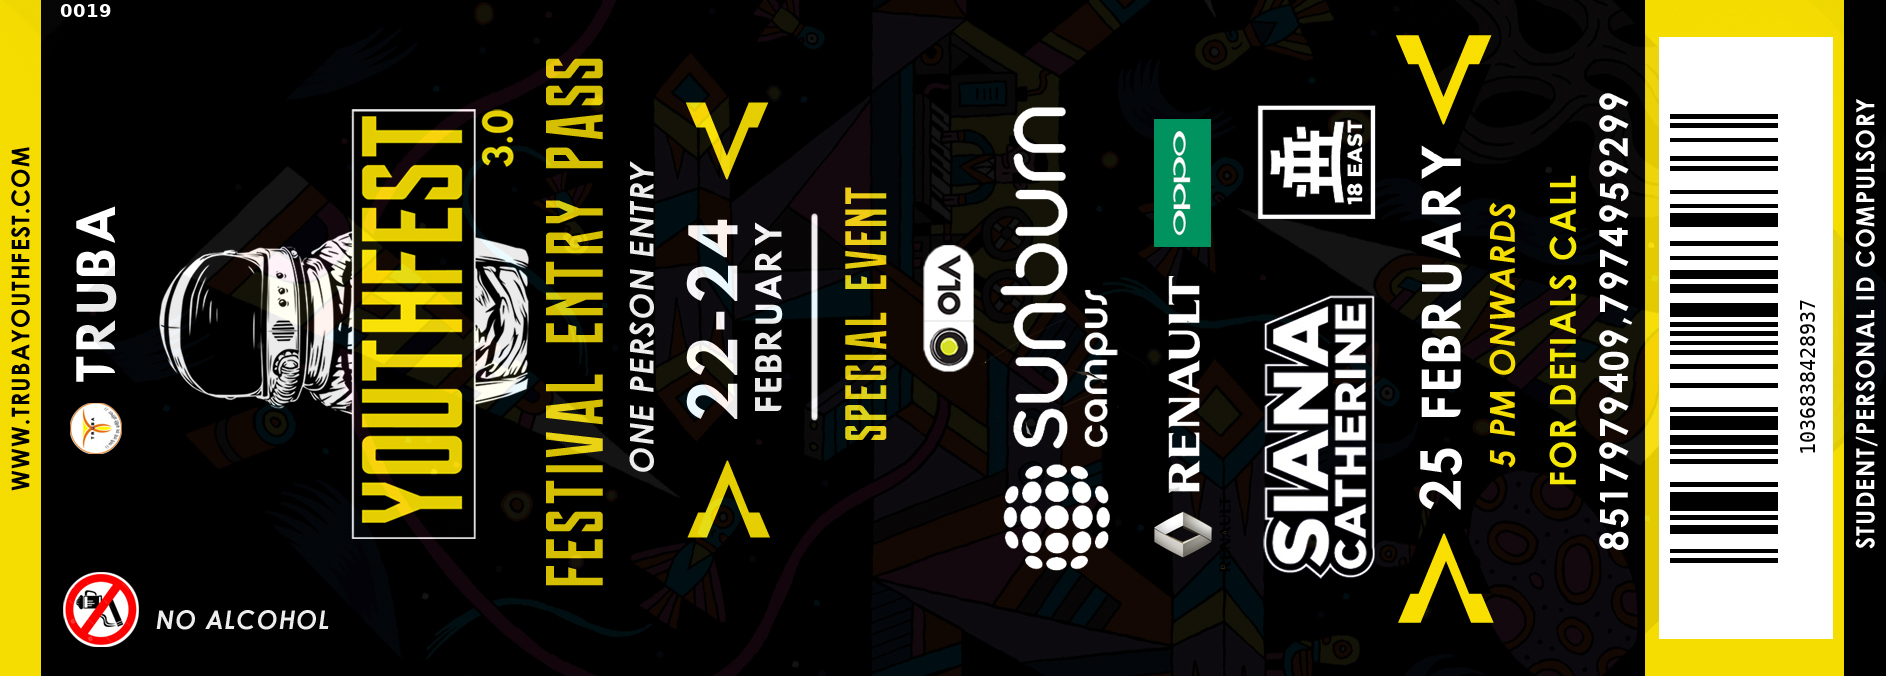 0019
WWW.TRUBAYOUTHFEST.COM
TRUBA
NO ALCOHOL
YOUTHFEST
3.0
FESTIVAL ENTRY PASS
ONE PERSON ENTRY
22-24
FEBRUARY
SPECIAL EVENT
OLA
sunburn
campus
RENAULT
oppo
SIANA
CATHERINE
18 EAST
25 FEBRUARY
5 PM ONWARDS
FOR DETIALS CALL
8517979409,7974959299
1036838428937
STUDENT/PERSONAL ID COMPULSORY